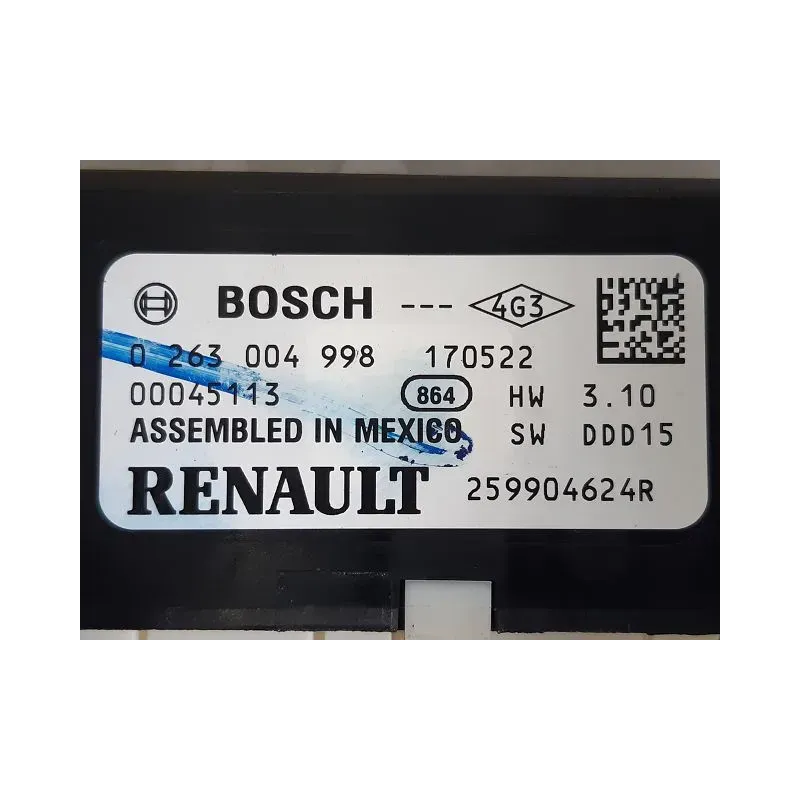 BOSCH --- 4G3
0 263 004 998 170522
00045113 864 HW 3.10
ASSEMBLED IN MEXICO SW DDD15
RENAULT 259904624R